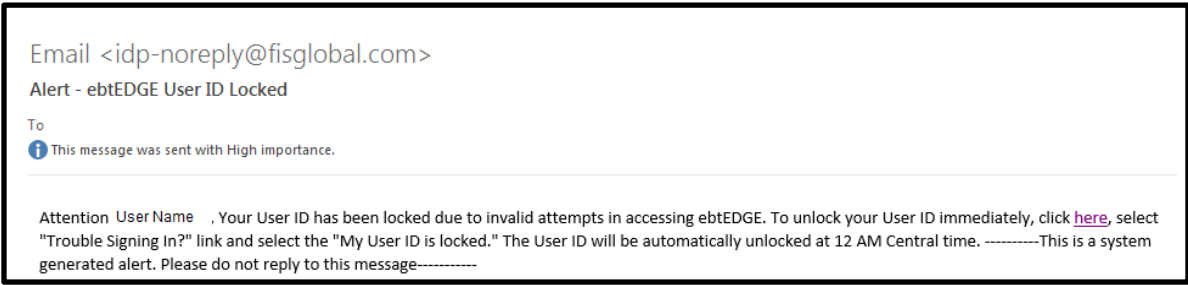 Email <idp-noreply@fisglobal.com>
Alert - ebtEDGE User ID Locked
To
This message was sent with High importance.
Attention User Name , Your User ID has been locked due to invalid attempts in accessing ebtEDGE. To unlock your User ID immediately, click here, select
"Trouble Signing In?" link and select the "My User ID is locked." The User ID will be automatically unlocked at 12 AM Central time. ----------This is a system
generated alert. Please do not reply to this message-----------